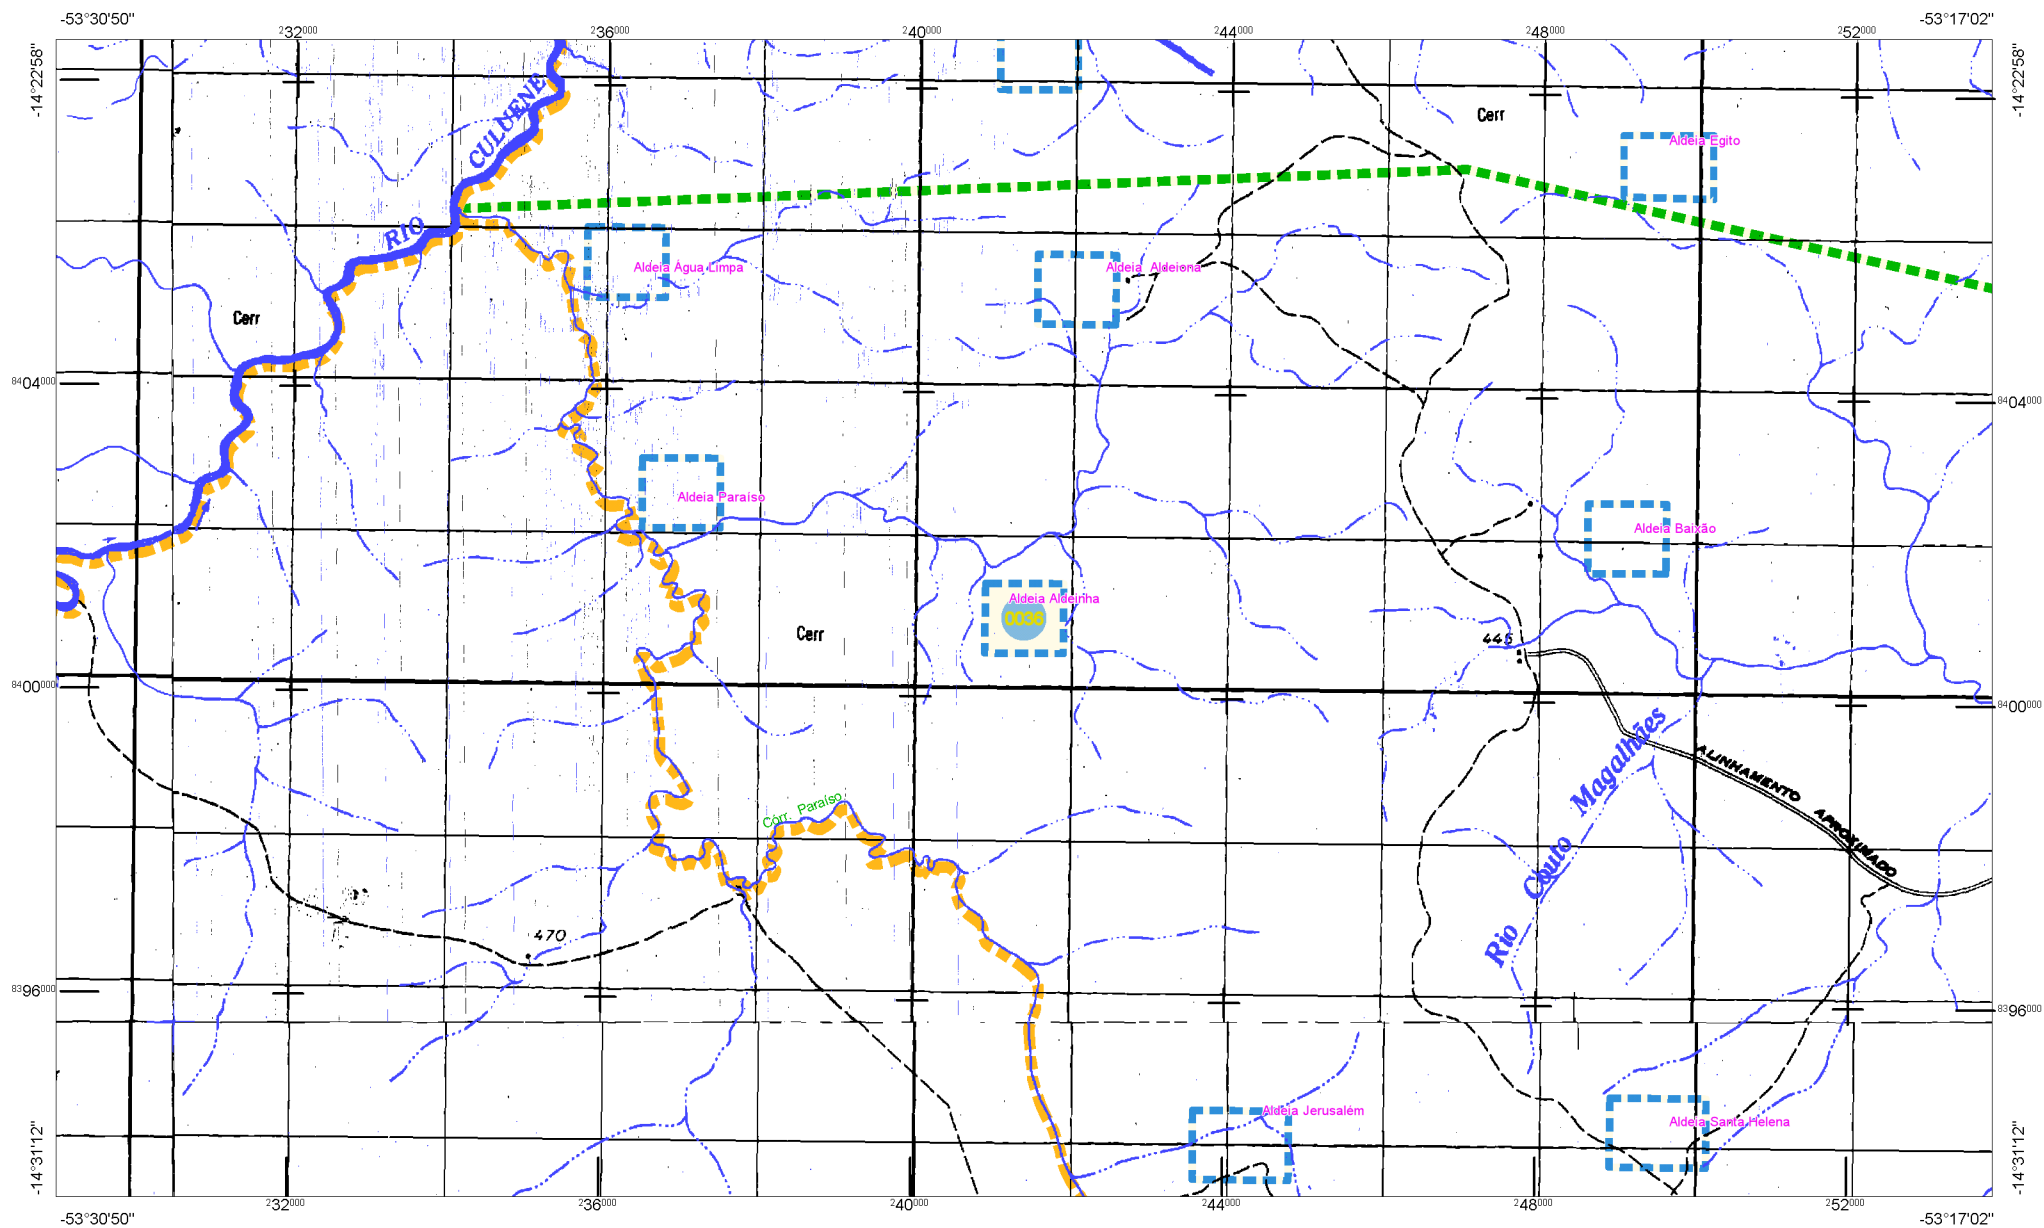 -53°30'50"
-53°17'02"
232000
236000
240000
244000
248000
252000
-14°22'58"
-14°22'58"
CULUENE
RIO
Cerr
Aldeia Egito
Aldeia Água Limpa
Aldeia Aldeiona
Cerr
8404000
8404000
Aldeia Paraíso
Aldeia Baixão
Aldeia Aldeinha
0036
Cerr
445
8400000
8400000
Rio Couto Magalhães
ALINHAMENTO APROXIMADO
Córr. Paraíso
470
8396000
8396000
Aldeia Jerusalém
Aldeia Santa Helena
-14°31'12"
-14°31'12"
232000
236000
240000
244000
248000
252000
-53°30'50"
-53°17'02"